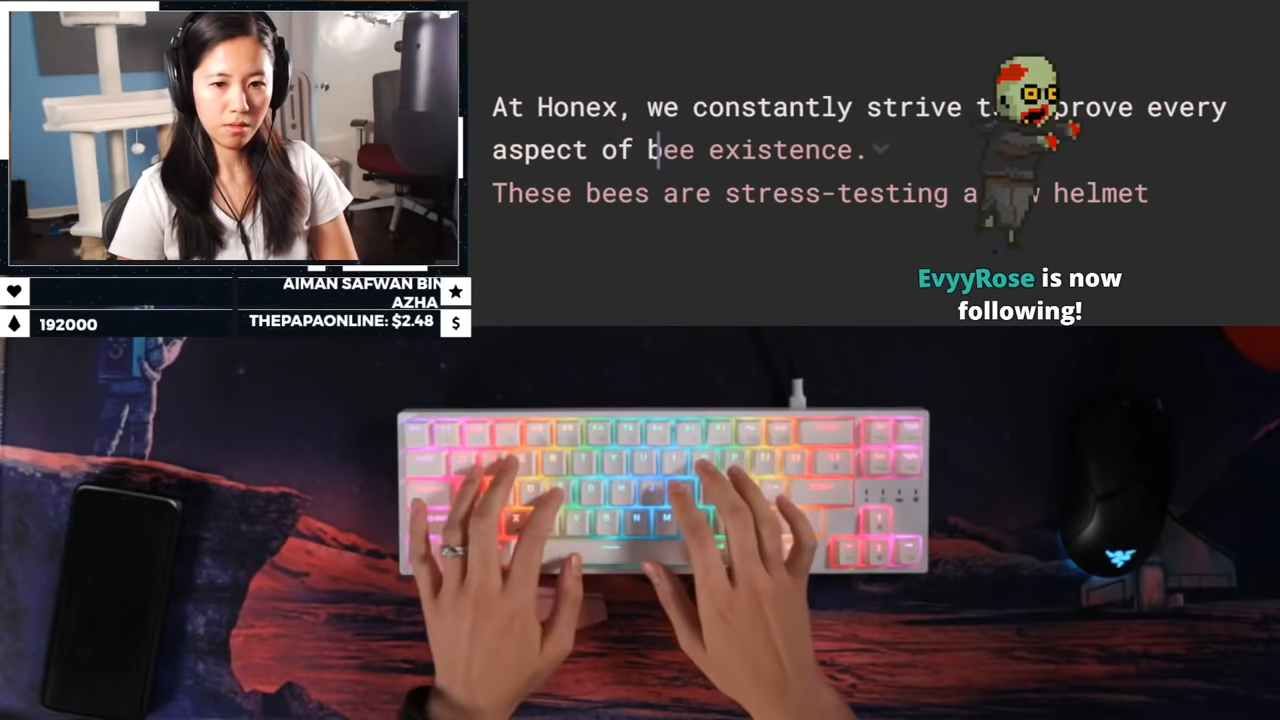 At Honex, we constantly strive prove every
aspect of bee existence.
These bees are stress-testing a helmet
EvyyRose is now
following!
AIMAN SAFWAN BIN
AZHA
192000
THEPAPAONLINE: $2.48
$